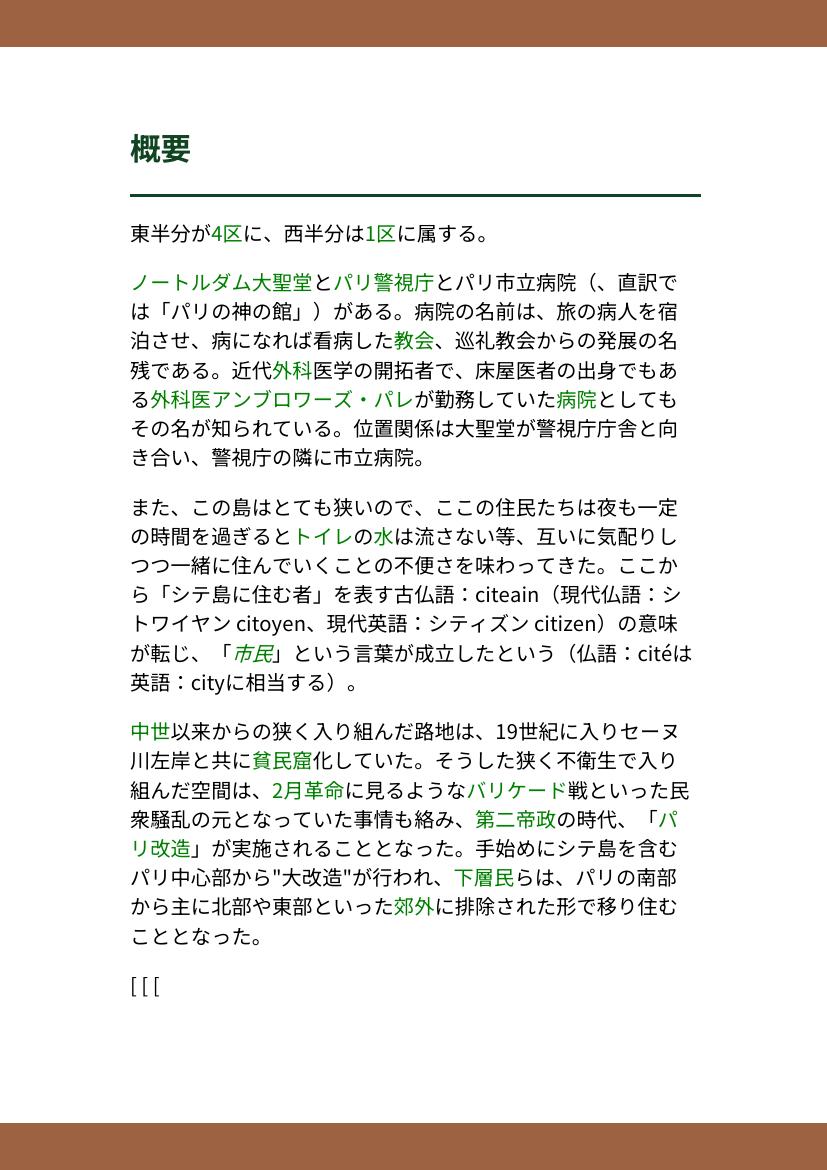 概要
東半分が4区に、西半分は1区に属する。
ノートルダム大聖堂とパリ警視庁とパリ市立病院（、直訳で
は「パリの神の館」）がある。病院の名前は、旅の病人を宿
泊させ、病になれば看病した教会、巡礼教会からの発展の名
残である。近代外科医学の開拓者で、床屋医者の出身でもあ
る外科医アンブロワーズ・パレが勤務していた病院としても
その名が知られている。位置関係は大聖堂が警視庁庁舎と向
き合い、警視庁の隣に市立病院。
また、この島はとても狭いので、ここの住民たちは夜も一定
の時間を過ぎるとトイレの水は流さない等、互いに気配りし
つつ一緒に住んでいくことの不便さを味わってきた。ここか
ら「シテ島に住む者」を表す古仏語：citeain（現代仏語：シ
トワイヤン citoyen、現代英語：シティズン citizen）の意味
が転じ、「市民」という言葉が成立したという（仏語：citéは
英語：cityに相当する）。
中世以来からの狭く入り組んだ路地は、19世紀に入りセーヌ
川左岸と共に貧民窟化していた。そうした狭く不衛生で入り
組んだ空間は、2月革命に見るようなバリケード戦といった民
衆騒乱の元となっていた事情も絡み、第二帝政の時代、「パ
リ改造」が実施されることとなった。手始めにシテ島を含む
パリ中心部から"大改造"が行われ、下層民らは、パリの南部
から主に北部や東部といった郊外に排除された形で移り住む
こととなった。
[ [ [